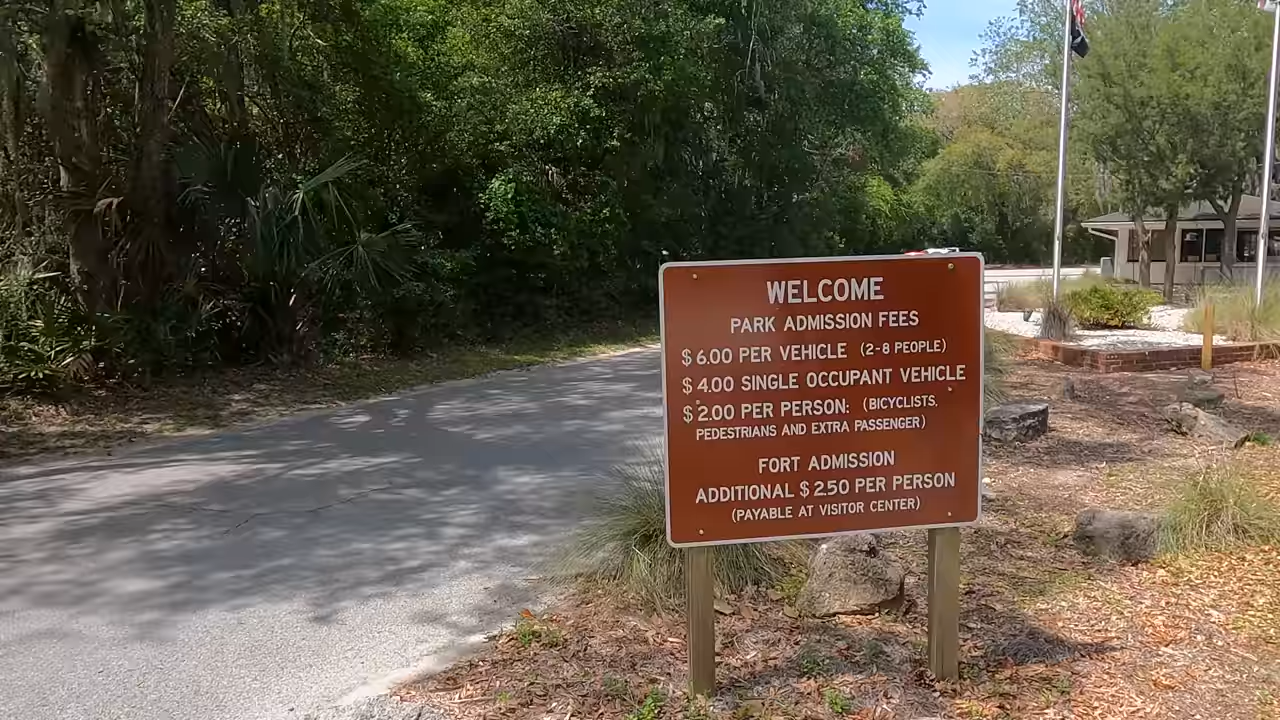 WELCOME
PARK ADMISSION FEES
$6.00 PER VEHICLE (2-8 PEOPLE)
$4.00 SINGLE OCCUPANT VEHICLE
$2.00 PER PERSON: (BICYCLISTS,
PEDESTRIANS AND EXTRA PASSENGER)
FORT ADMISSION
ADDITIONAL $2.50 PER PERSON
(PAYABLE AT VISITOR CENTER)